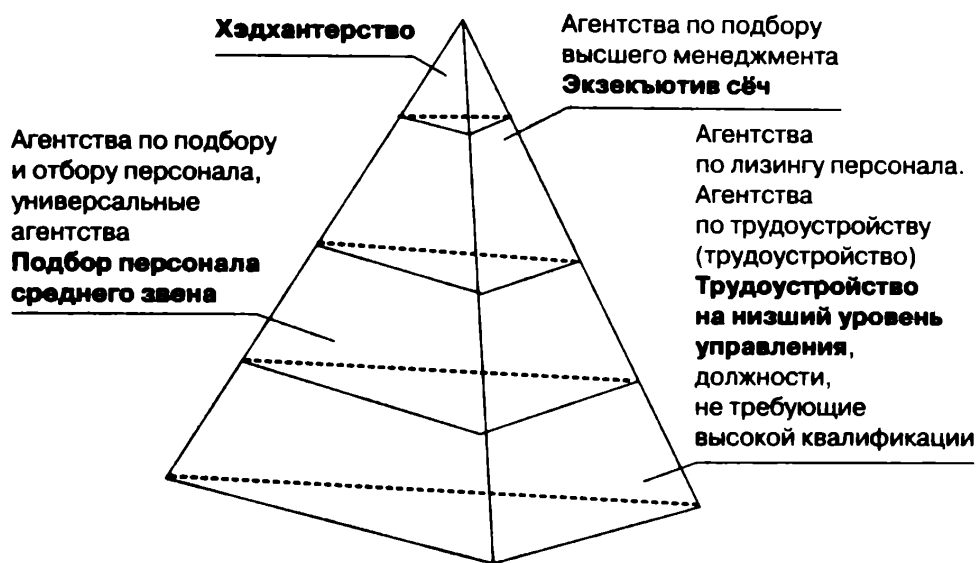 Хэдхантерство
Агентства по подбору
высшего менеджмента
Экзекъютив сёч
Агентства по подбору
и отбору персонала,
универсальные
агентства
Подбор персонала
среднего звена
Агентства
по лизингу персонала.
Агентства
по трудоустройству
(трудоустройство)
Трудоустройство
на низший уровень
управления,
должности,
не требующие
высокой квалификации